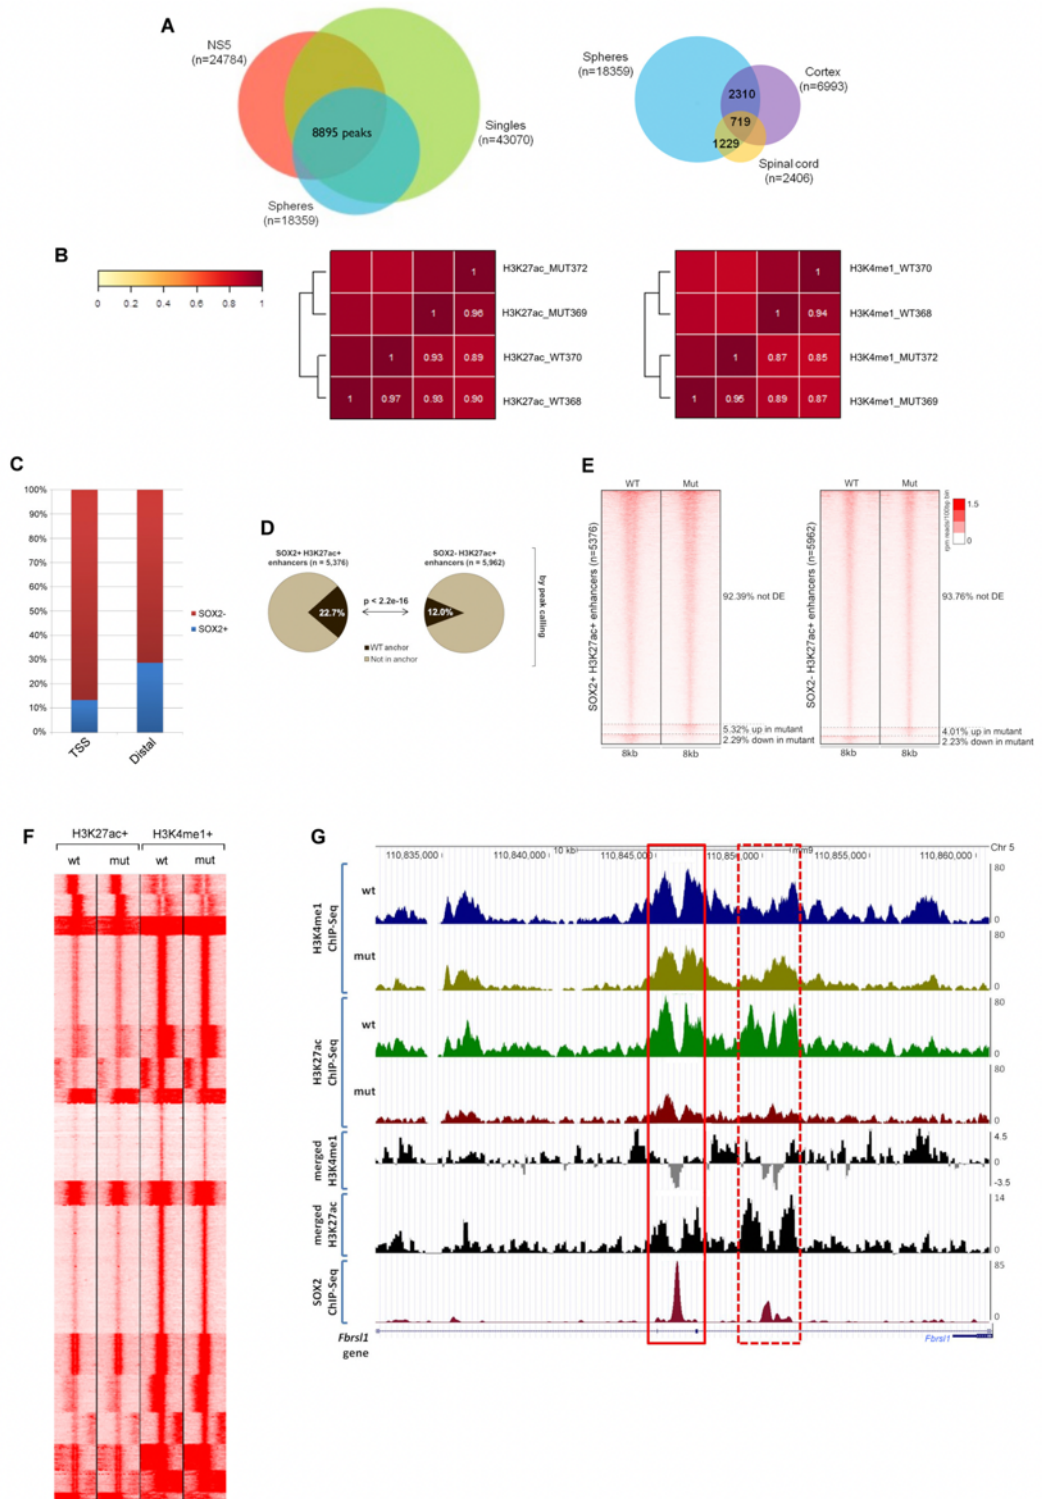 A
NS5
(n=24784)
8895 peaks
Singles
(n=43070)
Spheres
(n=18359)
Spheres
(n=18359)
Cortex
(n=6993)
2310
719
1229
Spinal cord
(n=2406)
B
0 0.2 0.4 0.6 0.8 1
1 H3K27ac_MUT372
1 0.96 H3K27ac_MUT369
1 0.93 0.89 H3K27ac_WT370
1 0.97 0.93 0.90 H3K27ac_WT368
1 H3K4me1_WT370
1 0.94 H3K4me1_WT368
1 0.87 0.85 H3K4me1_MUT372
1 0.95 0.89 0.87 H3K4me1_MUT369
C
100%
90%
80%
70%
60%
50%
40%
30%
20%
10%
0%
TSS
Distal
SOX2-
SOX2+
D
SOX2+ H3K27ac+
enhancers (n = 5,376)
SOX2- H3K27ac+
enhancers (n = 5,962)
22.7%
p < 2.2e-16
12.0%
WT anchor
Not in anchor
by peak calling
E
WT Mut
SOX2+ H3K27ac+ enhancers (n=5376)
92.39% not DE
5.32% up in mutant
2.29% down in mutant
8kb 8kb
WT Mut
SOX2- H3K27ac+ enhancers (n=5962)
93.76% not DE
4.01% up in mutant
2.23% down in mutant
8kb 8kb
rpm reads/100bp bin
1.5
0
F
H3K27ac+ H3K4me1+
wt mut wt mut
G
10 kb mm9 Chr 5
110,835,000 110,840,000 110,845,000 110,850,000 110,855,000 110,860,000
H3K4me1
ChIP-Seq
wt
80
0
mut
80
0
H3K27ac
ChIP-Seq
wt
80
0
mut
80
0
merged
H3K4me1
4.5
0
0
-3.5
merged
H3K27ac
14
0
SOX2
ChIP-Seq
85
0
Fbrsl1
gene
Fbrsl1